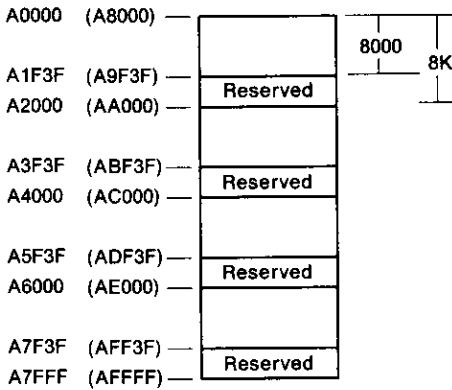 A0000 (A8000)
8000
8K
A1F3F (A9F3F)
Reserved
A2000 (AA000)
A3F3F (ABF3F)
Reserved
A4000 (AC000)
A5F3F (ADF3F)
Reserved
A6000 (AE000)
A7F3F (AFF3F)
Reserved
A7FFF (AFFFF)